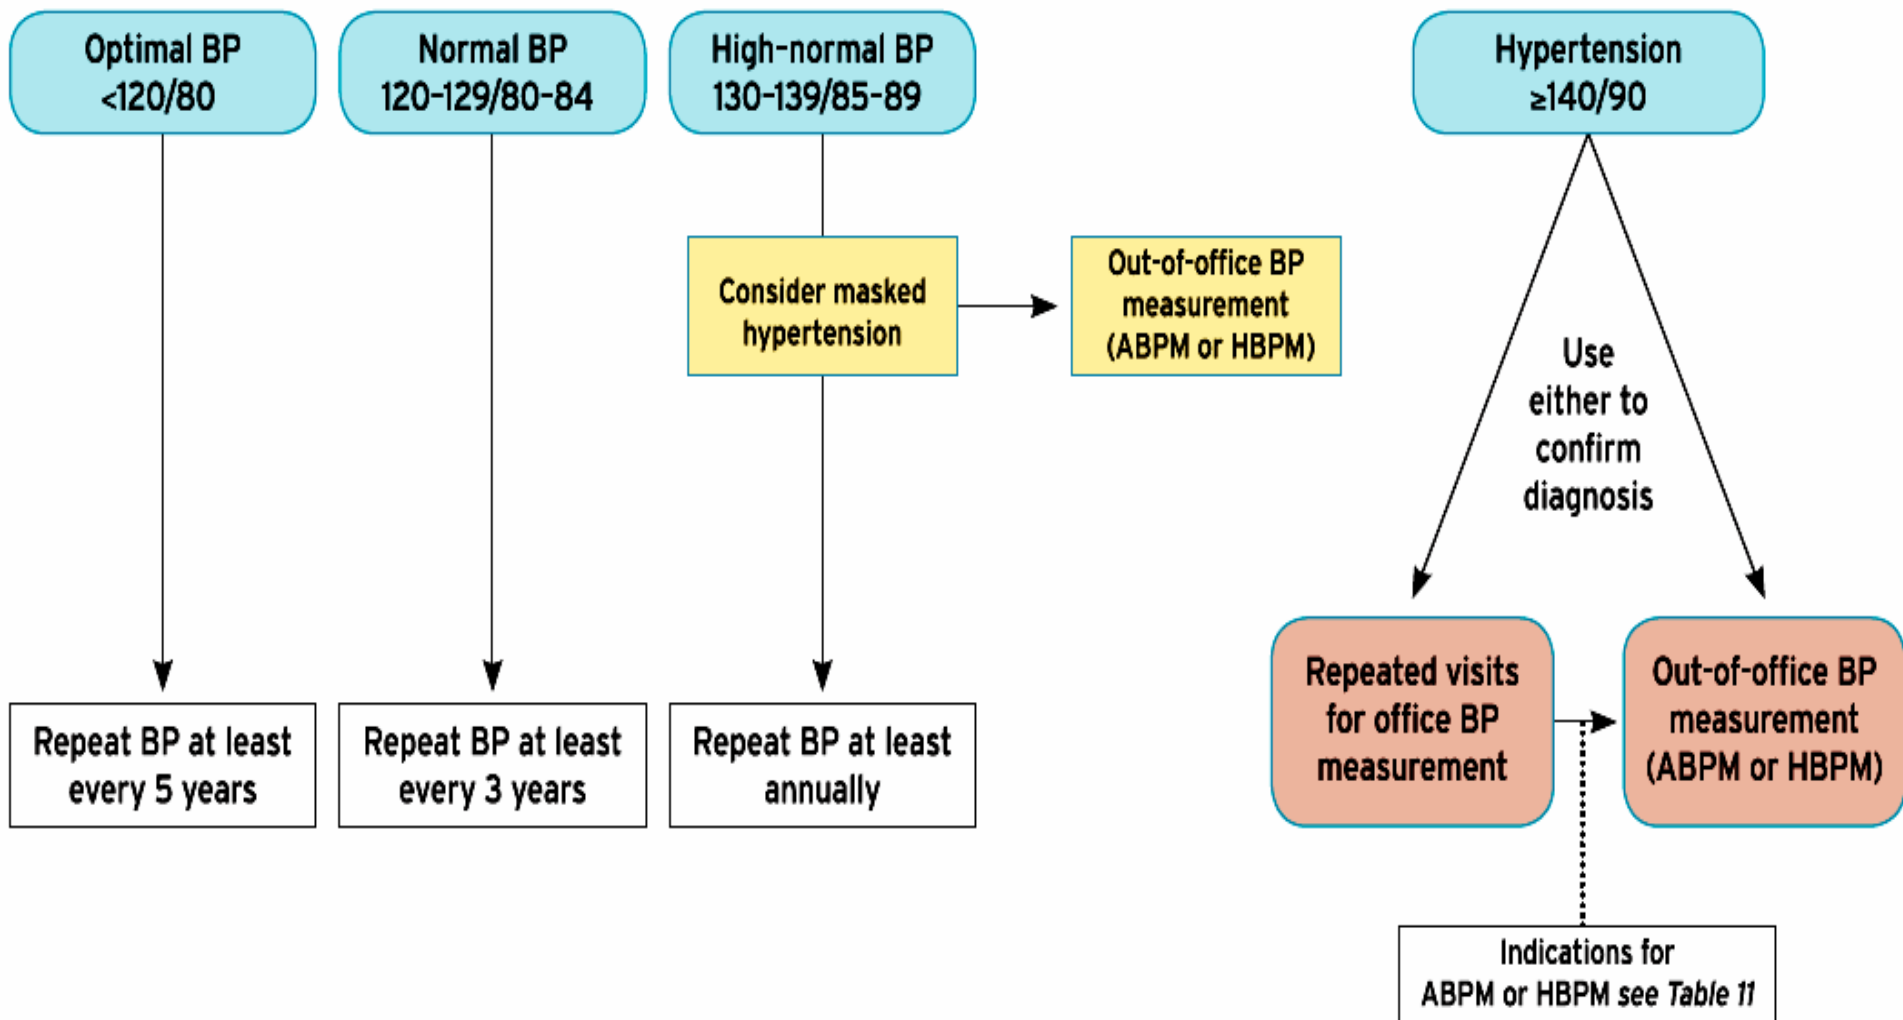 Optimal BP
<120/80
Normal BP
120-129/80-84
High-normal BP
130-139/85-89
Hypertension
≥140/90
Consider masked
hypertension
Out-of-office BP
measurement
(ABPM or HBPM)
Use
either to
confirm
diagnosis
Repeat BP at least
every 5 years
Repeat BP at least
every 3 years
Repeat BP at least
annually
Repeated visits
for office BP
measurement
Out-of-office BP
measurement
(ABPM or HBPM)
Indications for
ABPM or HBPM see Table 11